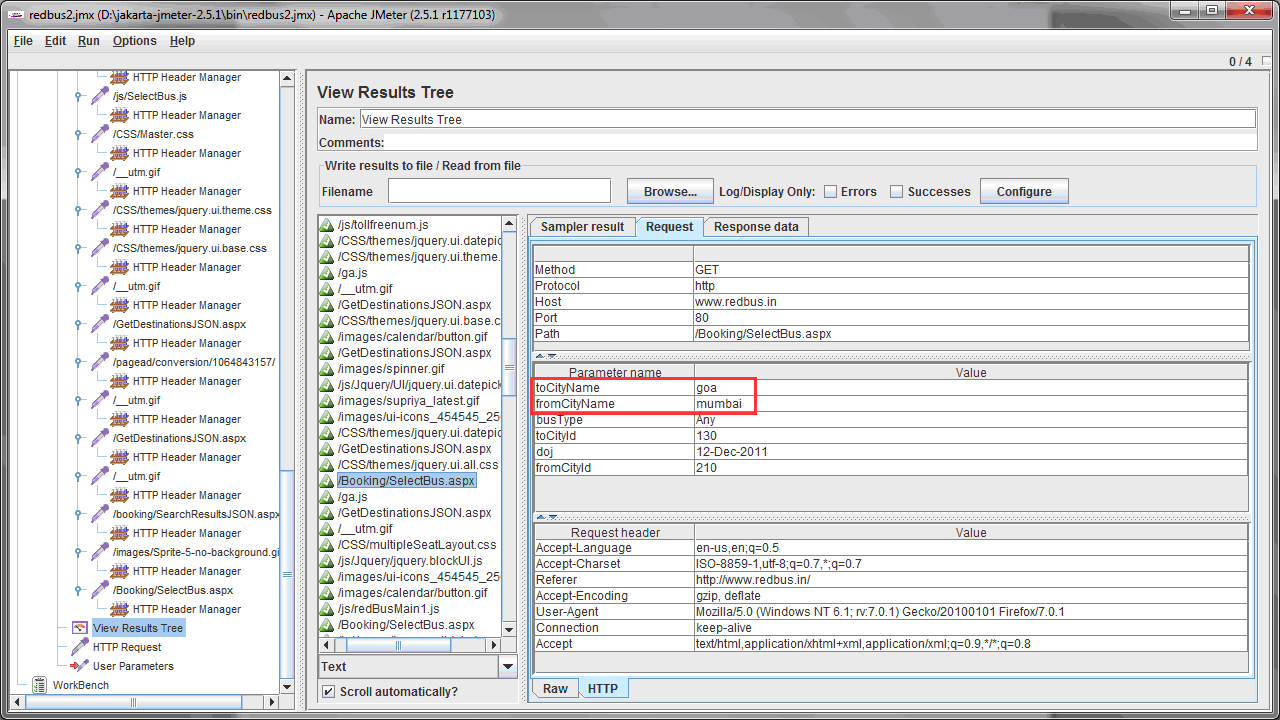 redbus2.jmx (D:\jakarta-jmeter-2.5.1\bin\redbus2.jmx) - Apache JMeter (2.5.1 r1177103)
File Edit Run Options Help
0 / 4
HTTP Header Manager
/js/SelectBus.js
HTTP Header Manager
/CSS/Master.css
HTTP Header Manager
/__utm.gif
HTTP Header Manager
/CSS/themes/jquery.ui.theme.css
HTTP Header Manager
/CSS/themes/jquery.ui.base.css
HTTP Header Manager
/__utm.gif
HTTP Header Manager
/GetDestinationsJSON.aspx
HTTP Header Manager
/pagead/conversion/1064843157/
HTTP Header Manager
/__utm.gif
HTTP Header Manager
/GetDestinationsJSON.aspx
HTTP Header Manager
/__utm.gif
HTTP Header Manager
/booking/SearchResultsJSON.aspx
HTTP Header Manager
/images/Sprite-5-no-background.gi
HTTP Header Manager
/Booking/SelectBus.aspx
HTTP Header Manager
View Results Tree
HTTP Request
User Parameters
WorkBench
View Results Tree
Name: View Results Tree
Comments:
Write results to file / Read from file
Filename Browse... Log/Display Only: Errors Successes Configure
/js/tollfreenum.js
/CSS/themes/jquery.ui.datepic
/CSS/themes/jquery.ui.theme.
/ga.js
/__utm.gif
/GetDestinationsJSON.aspx
/CSS/themes/jquery.ui.base.c
/images/calendar/button.gif
/GetDestinationsJSON.aspx
/images/spinner.gif
/js/Jquery/UI/jquery.ui.datepick
/images/supriya_latest.gif
/images/ui-icons_454545_25
/CSS/themes/jquery.ui.datepic
/GetDestinationsJSON.aspx
/CSS/themes/jquery.ui.all.css
/Booking/SelectBus.aspx
/ga.js
/GetDestinationsJSON.aspx
/__utm.gif
/CSS/multipleSeatLayout.css
/js/Jquery/jquery.blockUI.js
/images/ui-icons_454545_25
/images/calendar/button.gif
/js/redBusMain1.js
/Booking/SelectBus.aspx
Text
Scroll automatically?
Sampler result Request Response data
Method GET
Protocol http
Host www.redbus.in
Port 80
Path /Booking/SelectBus.aspx
Parameter name Value
toCityName goa
fromCityName mumbai
busType Any
toCityId 130
doj 12-Dec-2011
fromCityId 210
Request header Value
Accept-Language en-us,en;q=0.5
Accept-Charset ISO-8859-1,utf-8;q=0.7,*;q=0.7
Referer http://www.redbus.in/
Accept-Encoding gzip, deflate
User-Agent Mozilla/5.0 (Windows NT 6.1; rv:7.0.1) Gecko/20100101 Firefox/7.0.1
Connection keep-alive
Accept text/html,application/xhtml+xml,application/xml;q=0.9,*/*;q=0.8
Raw HTTP